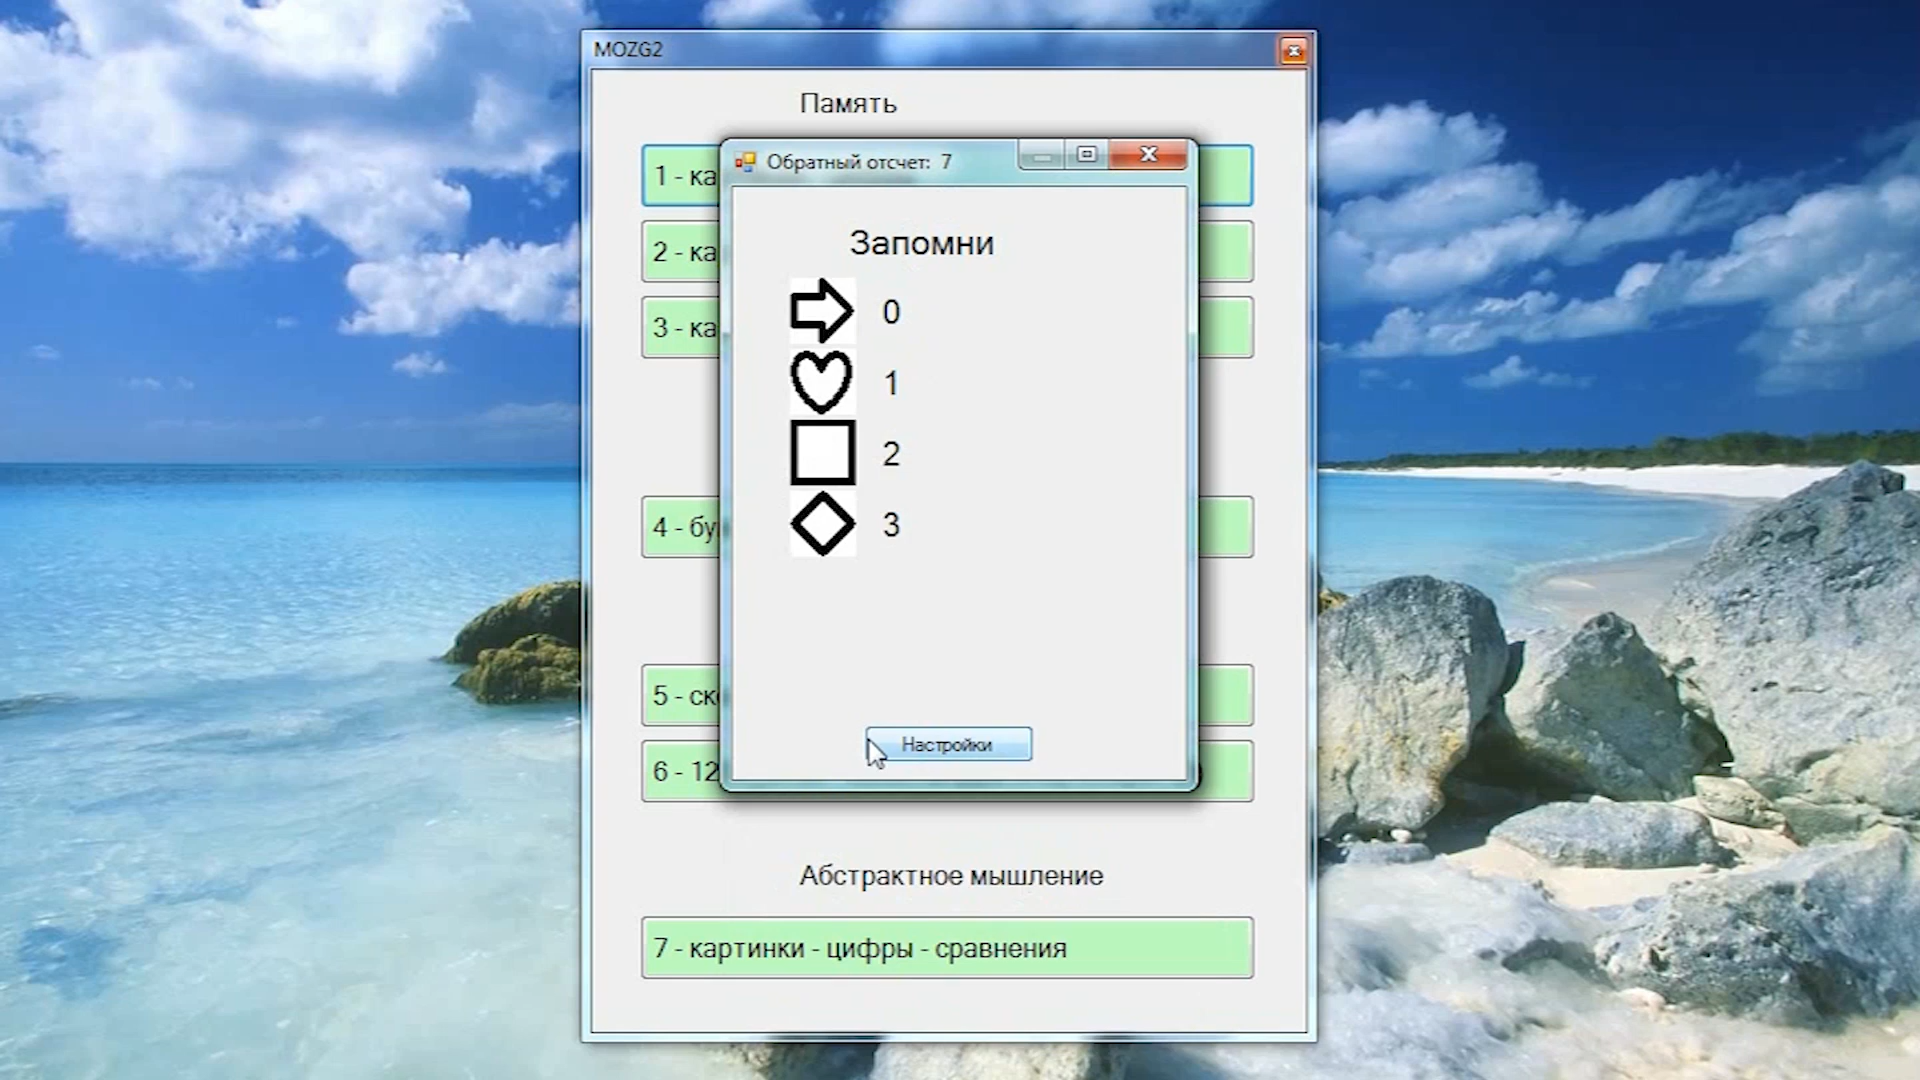 MOZG2
Память
Обратный отсчет: 7
1 - ка
Запомни
2 - ка
0
3 - ка
1
2
4 - бу
3
5 - ск
Настройки
6 - 12
Абстрактное мышление
7 - картинки - цифры - сравнения